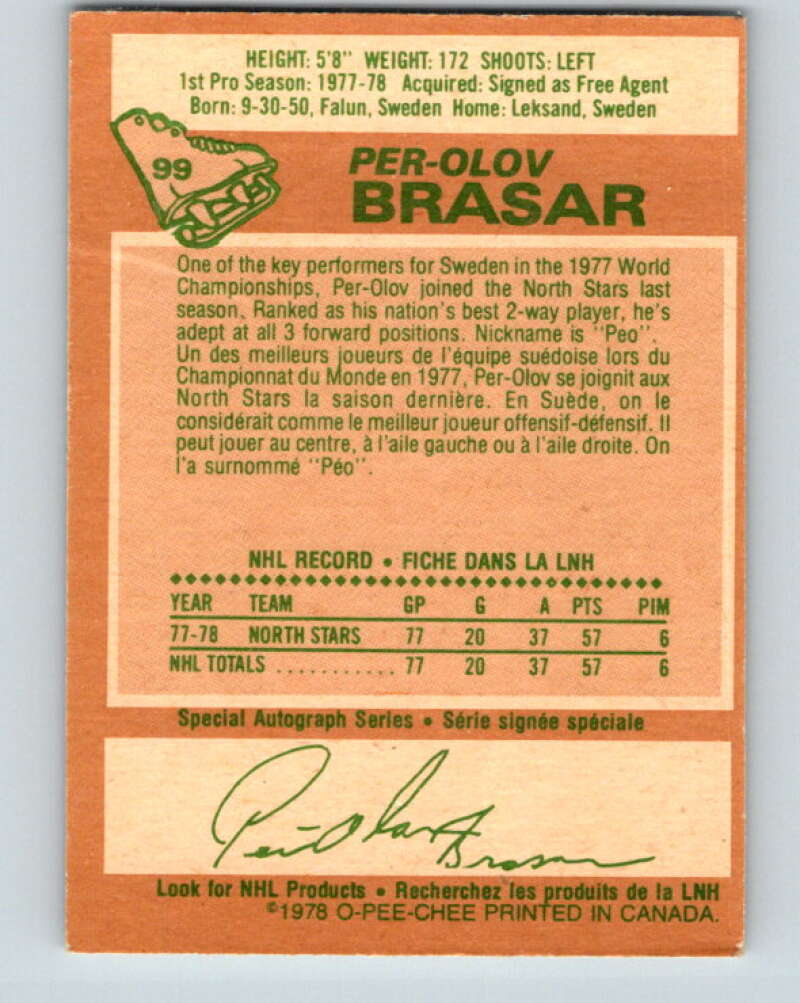 HEIGHT: 5'8" WEIGHT: 172 SHOOTS: LEFT
1st Pro Season: 1977-78 Acquired: Signed as Free Agent
Born: 9-30-50, Falun, Sweden Home: Leksand, Sweden
99
PER-OLOV
BRASAR
One of the key performers for Sweden in the 1977 World
Championships, Per-Olov joined the North Stars last
season. Ranked as his nation's best 2-way player, he's
adept at all 3 forward positions. Nickname is "Peo".
Un des meilleurs joueurs de l'équipe suédoise lors du
Championnat du Monde en 1977, Per-Olov se joignit aux
North Stars la saison dernière. En Suède, on le
considérait comme le meilleur joueur offensif-défensif. Il
peut jouer au centre, à l'aile gauche ou à l'aile droite. On
l'a surnommé "Péo".
NHL RECORD • FICHE DANS LA LNH
YEAR TEAM GP G A PTS PIM
77-78 NORTH STARS 77 20 37 57 6
NHL TOTALS ........... 77 20 37 57 6
Special Autograph Series • Série signée spéciale
Per-Olov Brasar
Look for NHL Products • Recherchez les produits de la LNH
©1978 O-PEE-CHEE PRINTED IN CANADA.